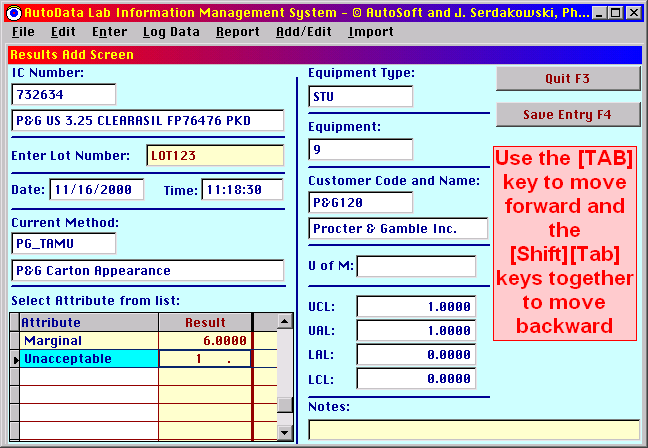 AutoData Lab Information Management System - © AutoSoft and J. Serdakowski, Ph...
File Edit Enter Log Data Report Add/Edit Import
Results Add Screen
IC Number:
732634
P&G US 3.25 CLEARASIL FP76476 PKD
Enter Lot Number: LOT123
Date: 11/16/2000 Time: 11:18:30
Current Method:
PG_TAMU
P&G Carton Appearance
Select Attribute from list:
Attribute Result
Marginal 6.0000
Unacceptable 1 .
Equipment Type:
STU
Equipment:
9
Customer Code and Name:
P&G120
Procter & Gamble Inc.
U of M:
UCL: 1.0000
UAL: 1.0000
LAL: 0.0000
LCL: 0.0000
Notes:
Quit F3
Save Entry F4
Use the [TAB]
key to move
forward and
the
[Shift][Tab]
keys together
to move
backward